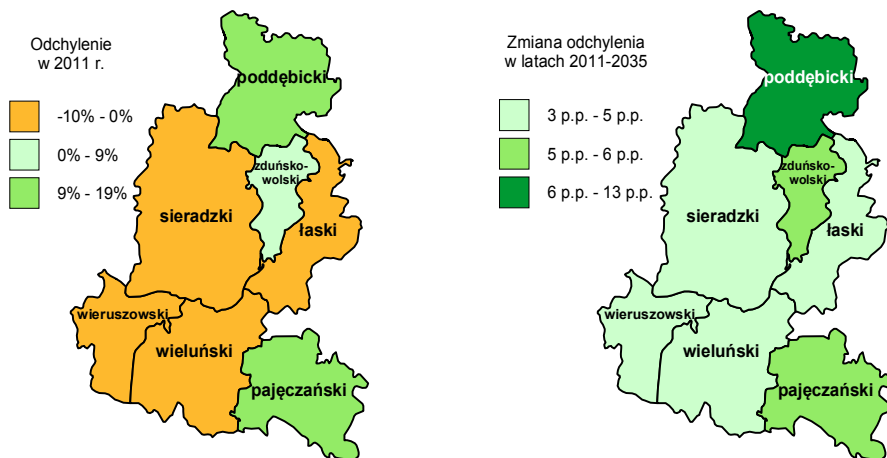 Odchylenie
w 2011 r.
-10% - 0%
0% - 9%
9% - 19%
poddębicki
zduńsko-
wolski
sieradzki
łaski
wieruszowski
wieluński
pajęczański
Zmiana odchylenia
w latach 2011-2035
3 p.p. - 5 p.p.
5 p.p. - 6 p.p.
6 p.p. - 13 p.p.
poddębicki
zduńsko-
wolski
sieradzki
łaski
wieruszowski
wieluński
pajęczański